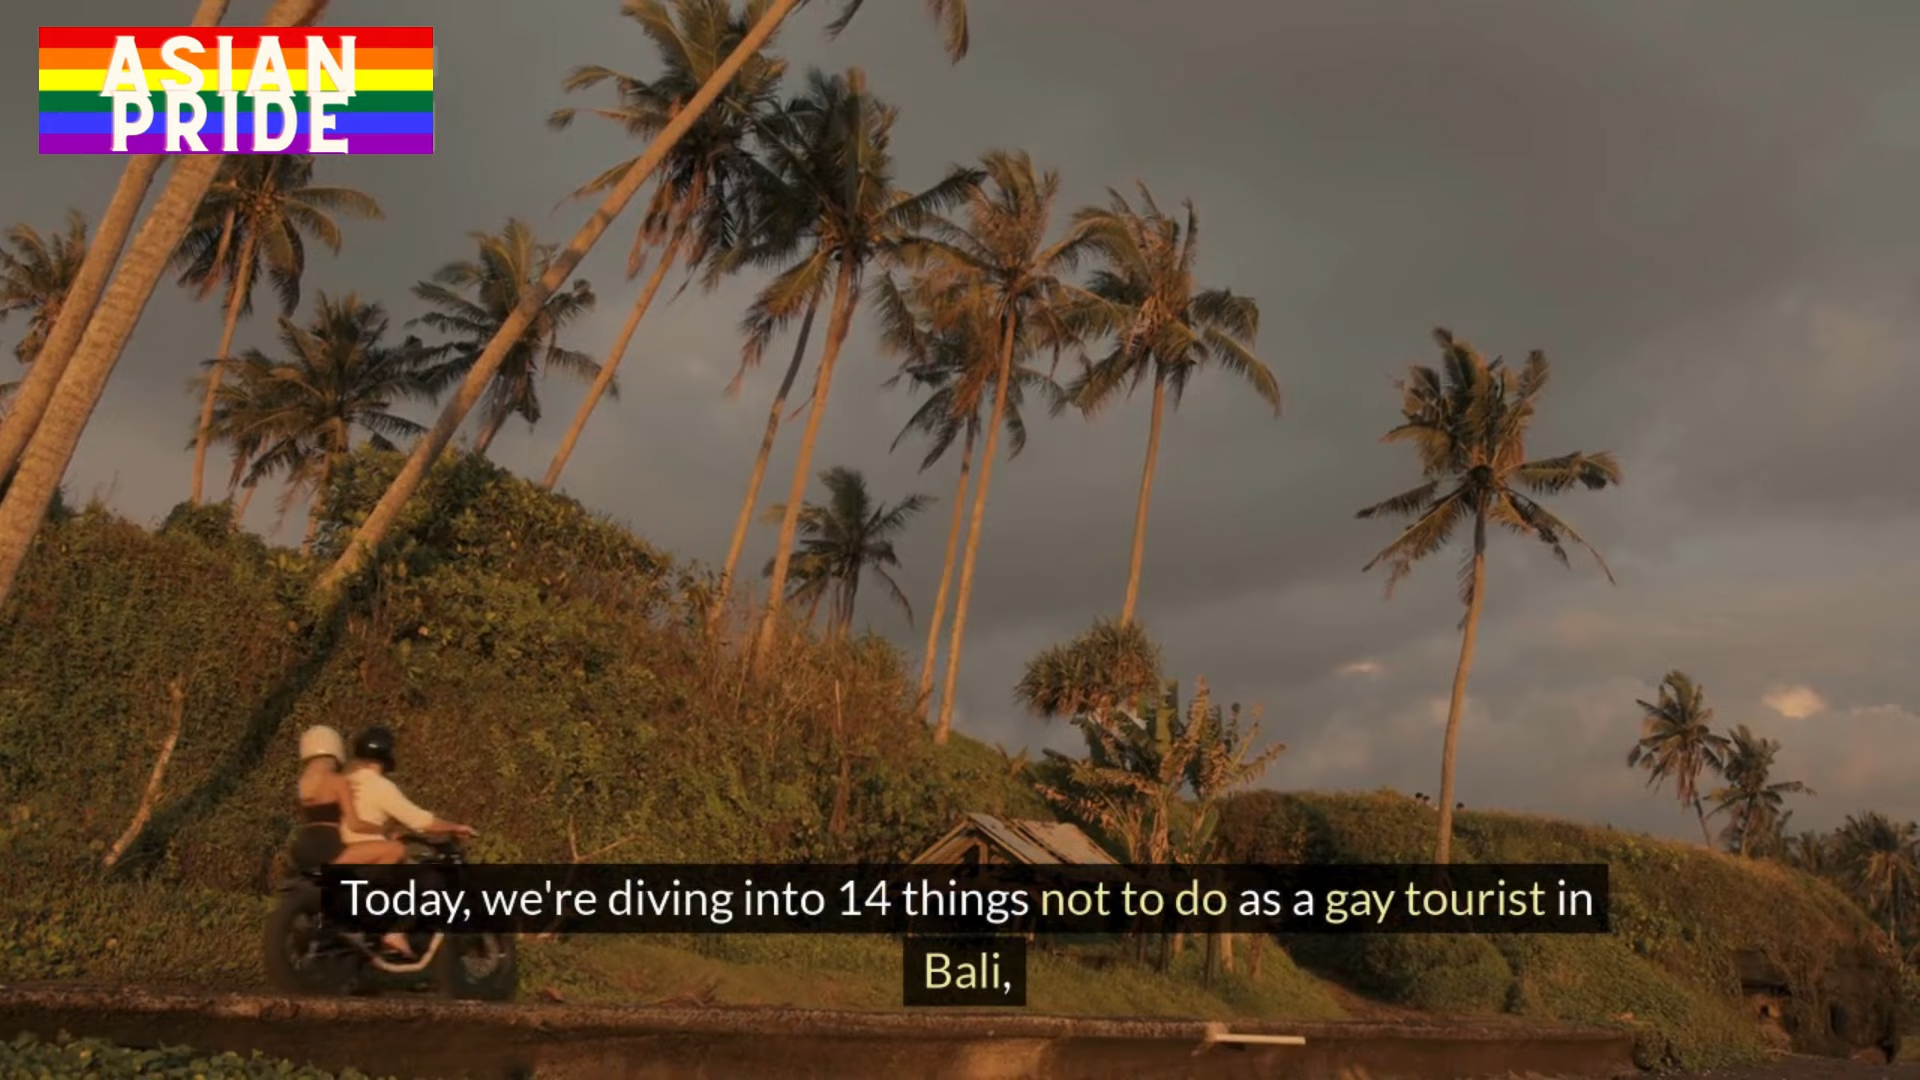 ASIAN
PRIDE
Today, we're diving into 14 things not to do as a gay tourist in
Bali,